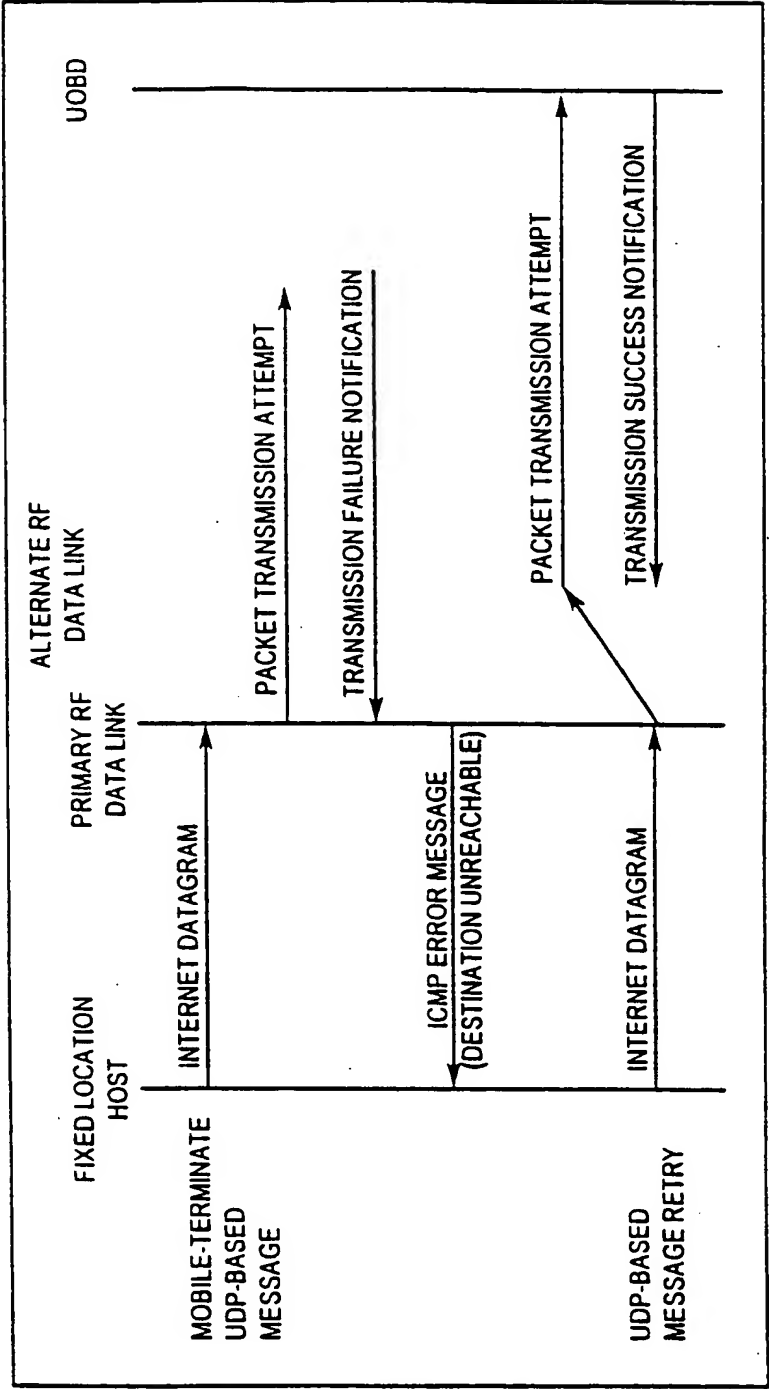 FIXED LOCATION
HOST
PRIMARY RF
DATA LINK
ALTERNATE RF
DATA LINK
UOBD
MOBILE-TERMINATE
UDP-BASED
MESSAGE
INTERNET DATAGRAM
PACKET TRANSMISSION ATTEMPT
TRANSMISSION FAILURE NOTIFICATION
ICMP ERROR MESSAGE
(DESTINATION UNREACHABLE)
UDP-BASED
MESSAGE RETRY
INTERNET DATAGRAM
PACKET TRANSMISSION ATTEMPT
TRANSMISSION SUCCESS NOTIFICATION